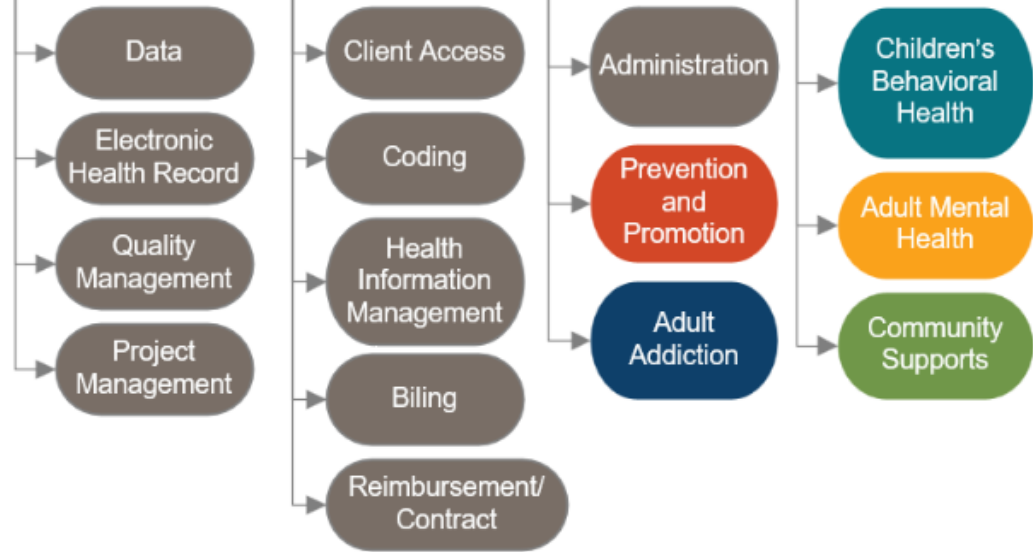 Data
Electronic
Health Record
Quality
Management
Project
Management
Client Access
Coding
Health
Information
Management
Biling
Reimbursement/
Contract
Administration
Prevention
and
Promotion
Adult
Addiction
Children's
Behavioral
Health
Adult Mental
Health
Community
Supports